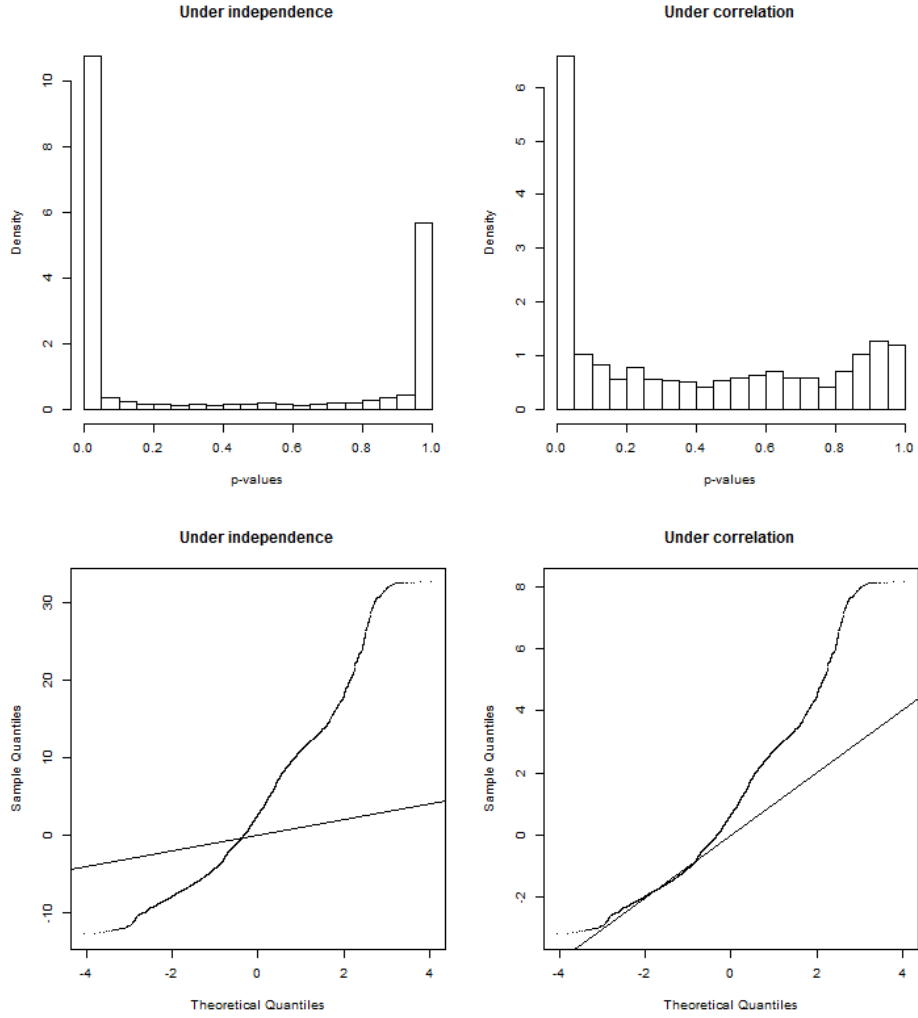 Under independence
Under correlation
Density
10
8
6
4
2
0
0.0 0.2 0.4 0.6 0.8 1.0
p-values
Density
6
5
4
3
2
1
0
0.0 0.2 0.4 0.6 0.8 1.0
p-values
Under independence
Under correlation
Sample Quantiles
30
20
10
0
-10
-4 -2 0 2 4
Theoretical Quantiles
Sample Quantiles
8
6
4
2
0
-2
-4 -2 0 2 4
Theoretical Quantiles